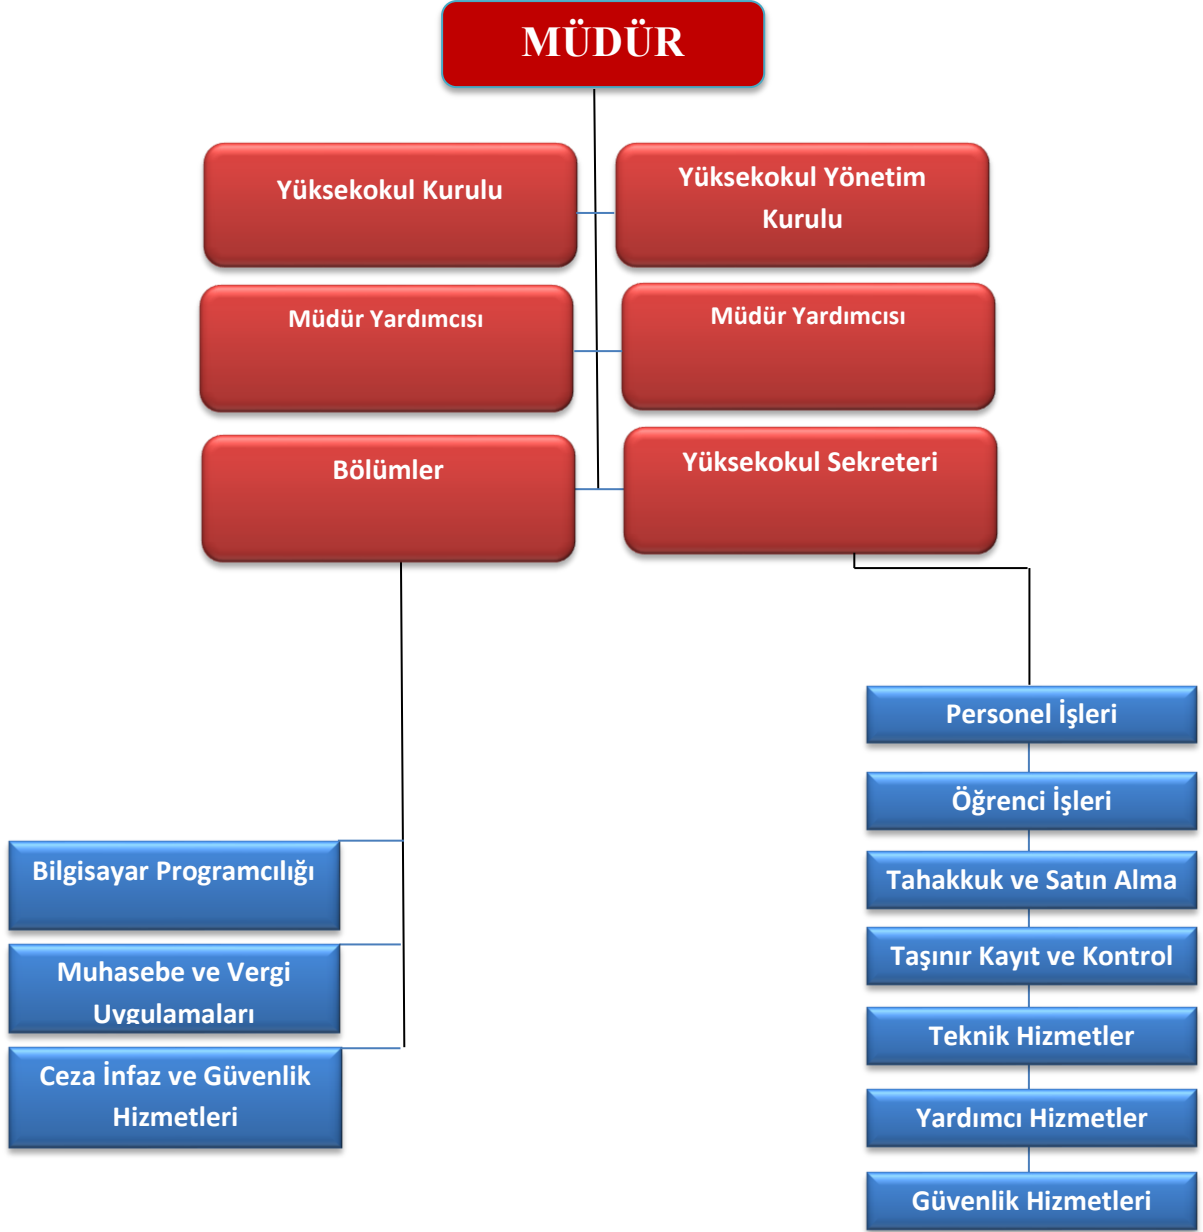 MÜDÜR
Yüksekokul Kurulu
Yüksekokul Yönetim
Kurulu
Müdür Yardımcısı
Müdür Yardımcısı
Bölümler
Yüksekokul Sekreteri
Bilgisayar Programcılığı
Muhasebe ve Vergi
Uygulamaları
Ceza İnfaz ve Güvenlik
Hizmetleri
Personel İşleri
Öğrenci İşleri
Tahakkuk ve Satın Alma
Taşınır Kayıt ve Kontrol
Teknik Hizmetler
Yardımcı Hizmetler
Güvenlik Hizmetleri